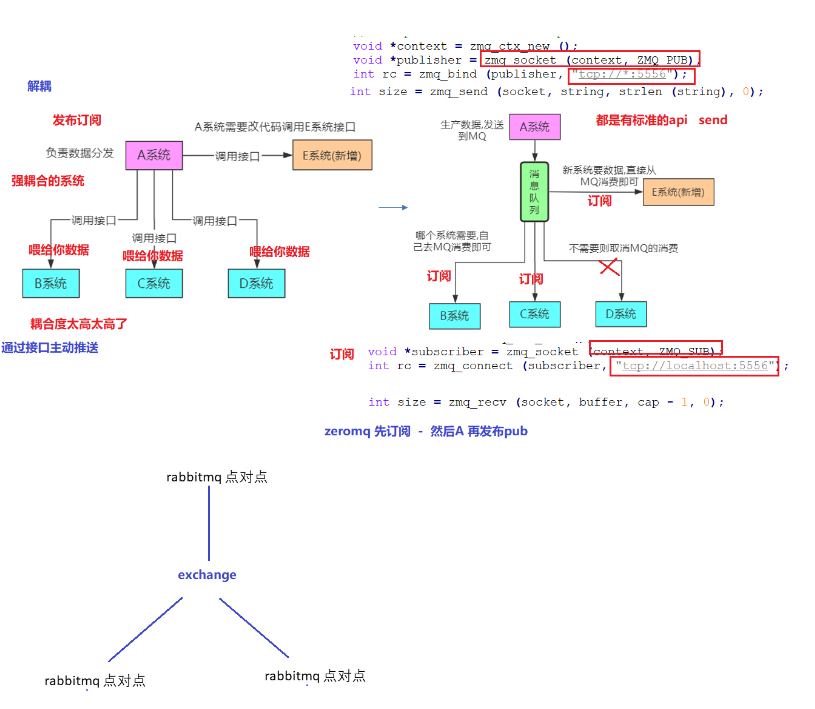 void *context = zmq_ctx_new ();
void *publisher = zmq_socket (context, ZMQ_PUB);
int rc = zmq_bind (publisher, "tcp://*:5556");
int size = zmq_send (socket, string, strlen (string), 0);
解耦
发布订阅
A系统需要改代码调用E系统接口
负责数据分发
A系统
调用接口
E系统(新增)
强耦合的系统
调用接口
调用接口
调用接口
喂给你数据
喂给你数据
喂给你数据
B系统
C系统
D系统
耦合度太高太高了
通过接口主动推送
生产数据,发送
到MQ
A系统
都是有标准的api send
消息队列
新系统要数据,直接从
MQ消费即可
订阅
E系统(新增)
哪个系统需要,自
己去MQ消费即可
不需要则取消MQ的消费
订阅
订阅
B系统
C系统
D系统
订阅
void *subscriber = zmq_socket (context, ZMQ_SUB);
int rc = zmq_connect (subscriber, "tcp://localhost:5556");
int size = zmq_recv (socket, buffer, cap - 1, 0);
zeromq 先订阅 - 然后A 再发布pub
rabbitmq 点对点
exchange
rabbitmq 点对点
rabbitmq 点对点